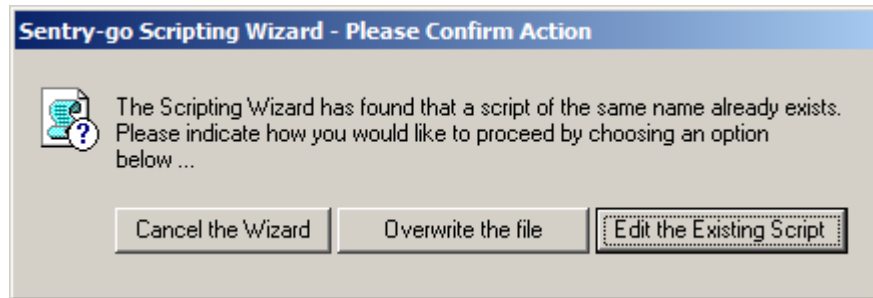 Sentry-go Scripting Wizard - Please Confirm Action
The Scripting Wizard has found that a script of the same name already exists.
Please indicate how you would like to proceed by choosing an option
below ...
Cancel the Wizard Overwrite the file Edit the Existing Script